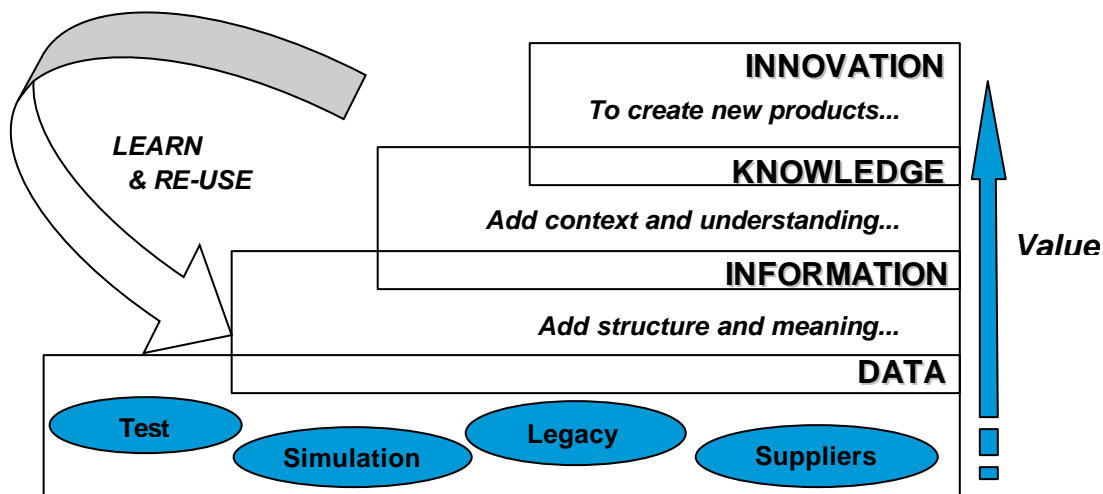 INNOVATION
To create new products...
LEARN
& RE-USE
KNOWLEDGE
Add context and understanding...
Value
INFORMATION
Add structure and meaning...
DATA
Test
Legacy
Simulation
Suppliers